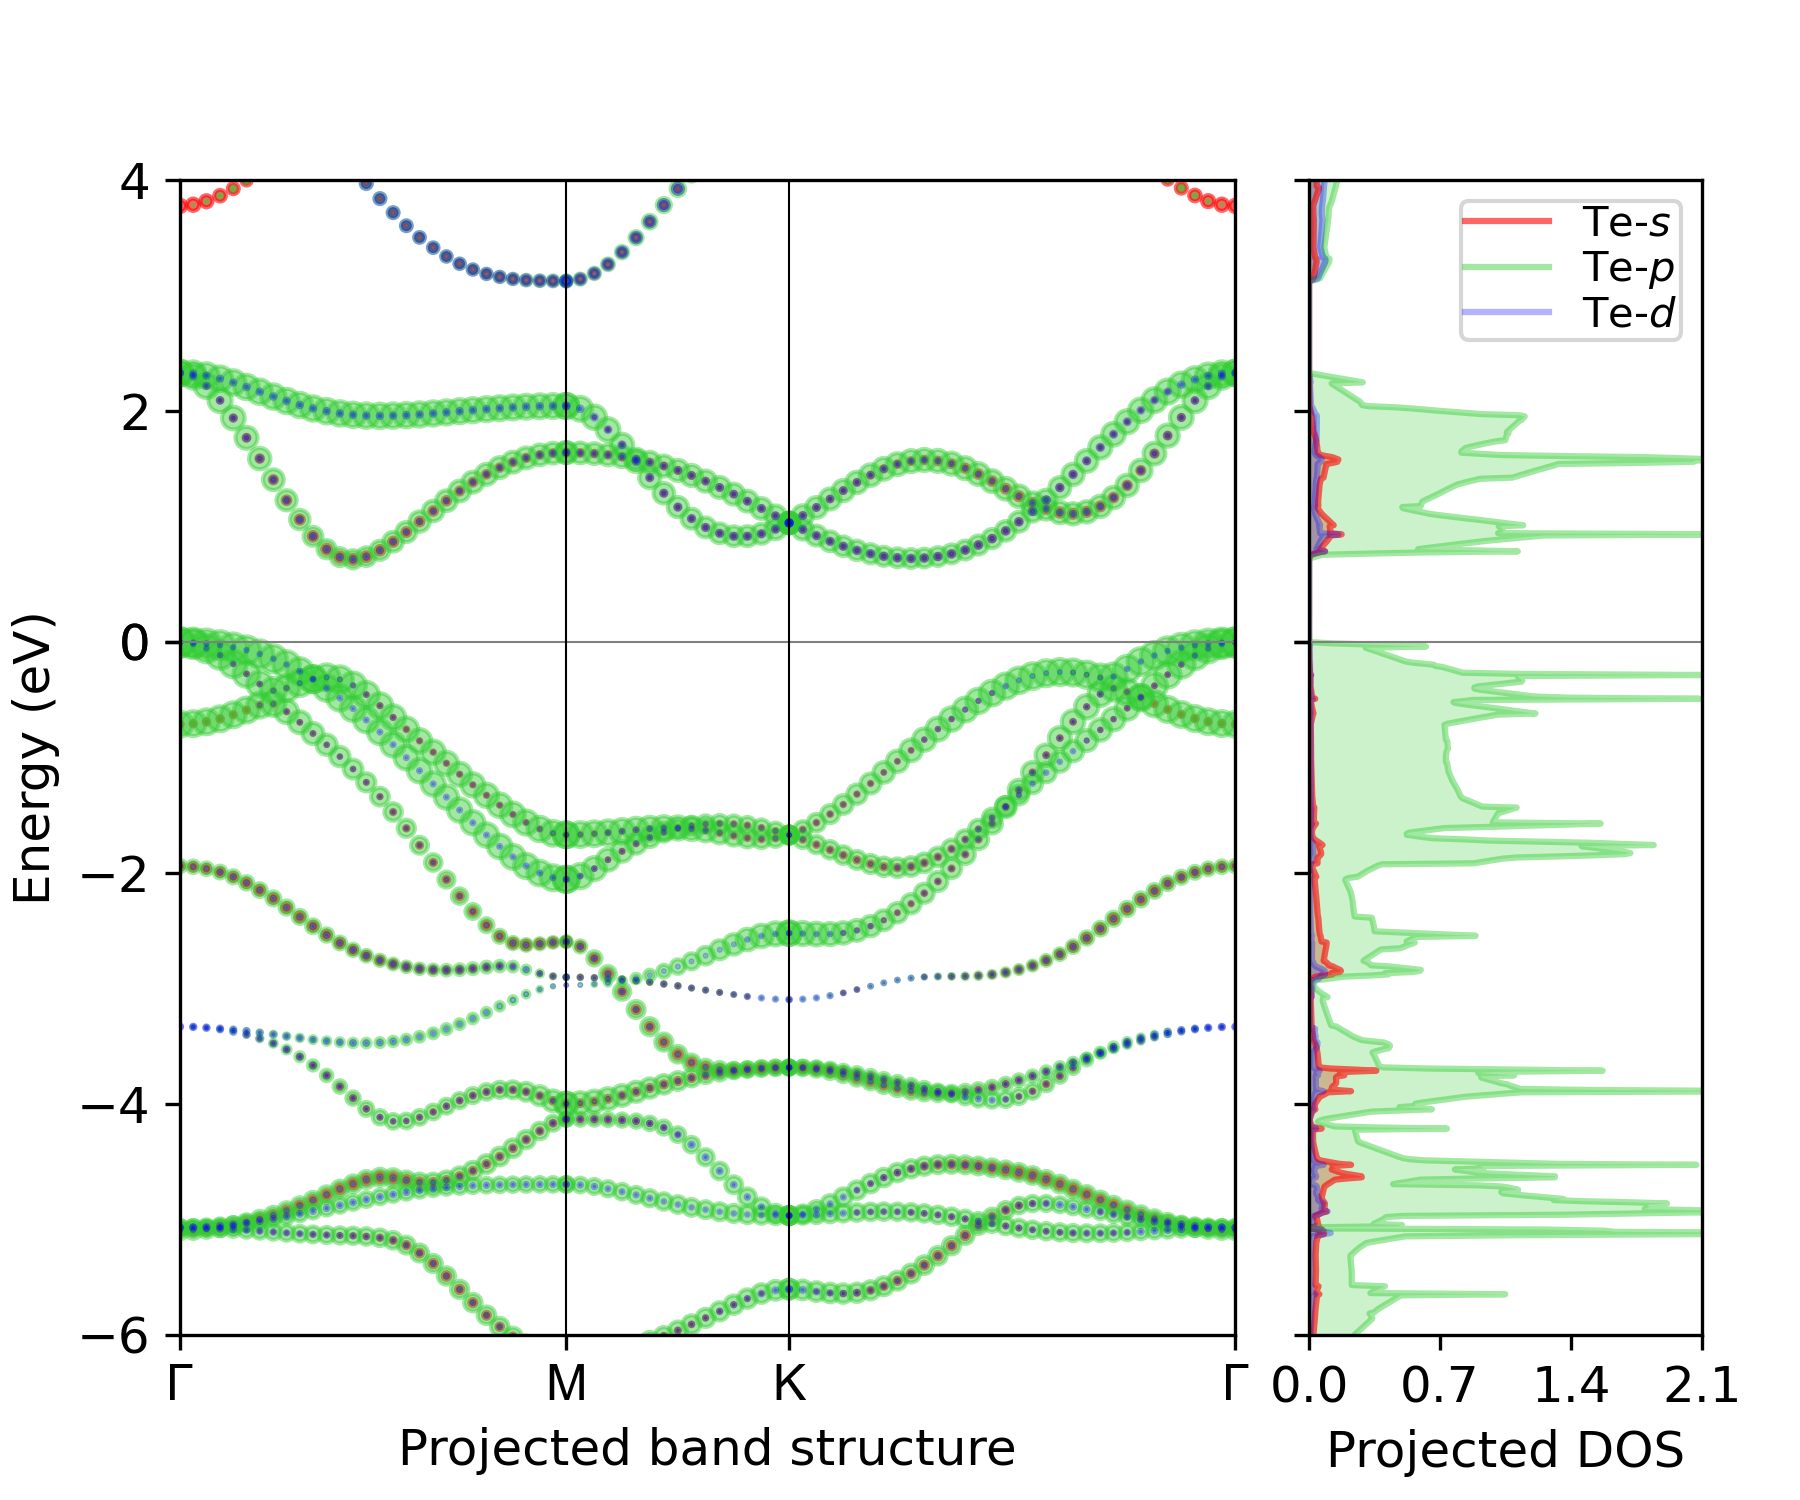 4
2
0
−2
−4
−6
Energy (eV)
Γ M K Γ
Projected band structure
Te-s
Te-p
Te-d
0.0 0.7 1.4 2.1
Projected DOS